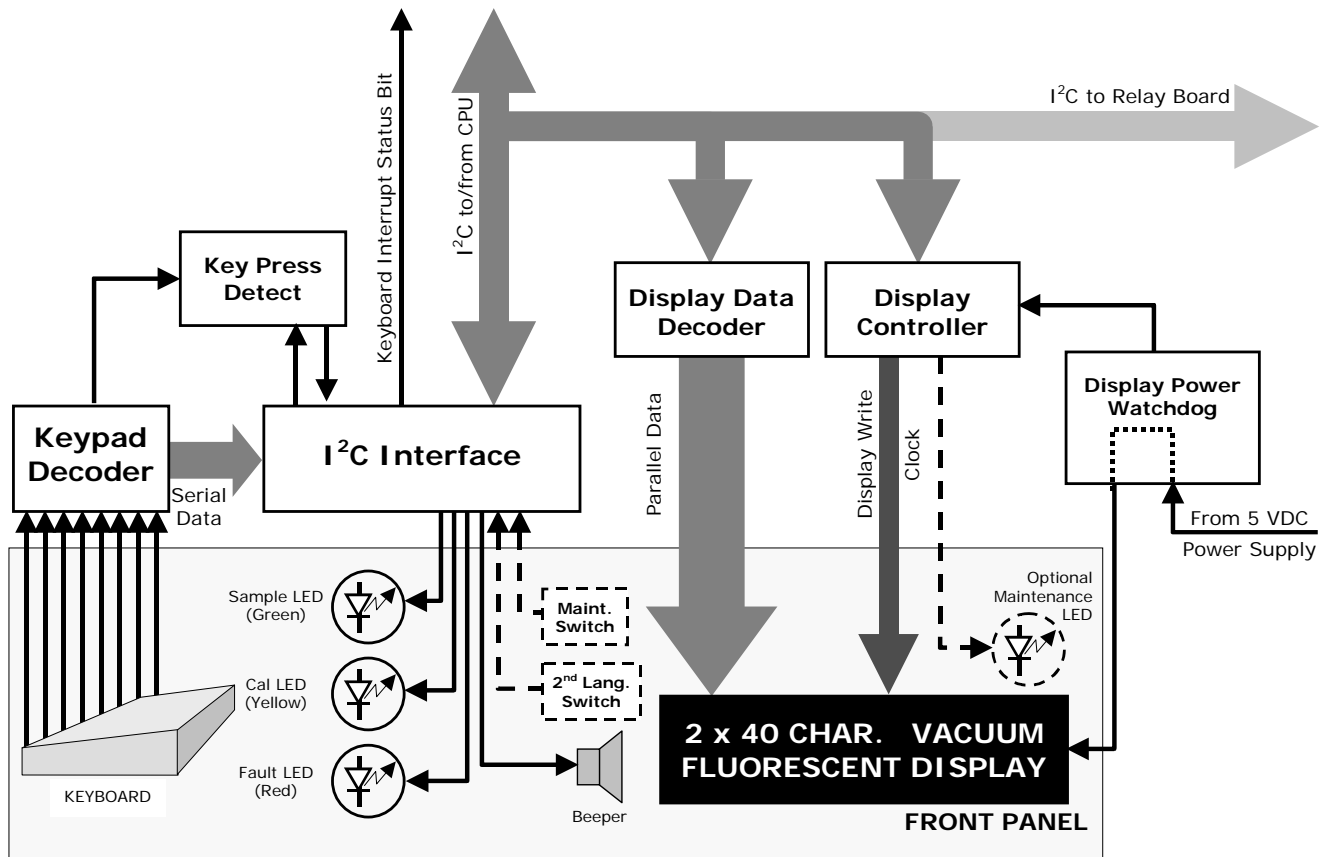 I²C to Relay Board
Keyboard Interrupt Status Bit
I²C to/from CPU
Key Press
Detect
Display Data
Decoder
Display
Controller
Display Power
Watchdog
Keypad
Decoder
I²C Interface
Serial
Data
Parallel Data
Display Write
Clock
From 5 VDC
Power Supply
Sample LED
(Green)
Maint.
Switch
Optional
Maintenance
LED
Cal LED
(Yellow)
2nd Lang.
Switch
2 x 40 CHAR. VACUUM
FLUORESCENT DISPLAY
Fault LED
(Red)
KEYBOARD
Beeper
FRONT PANEL